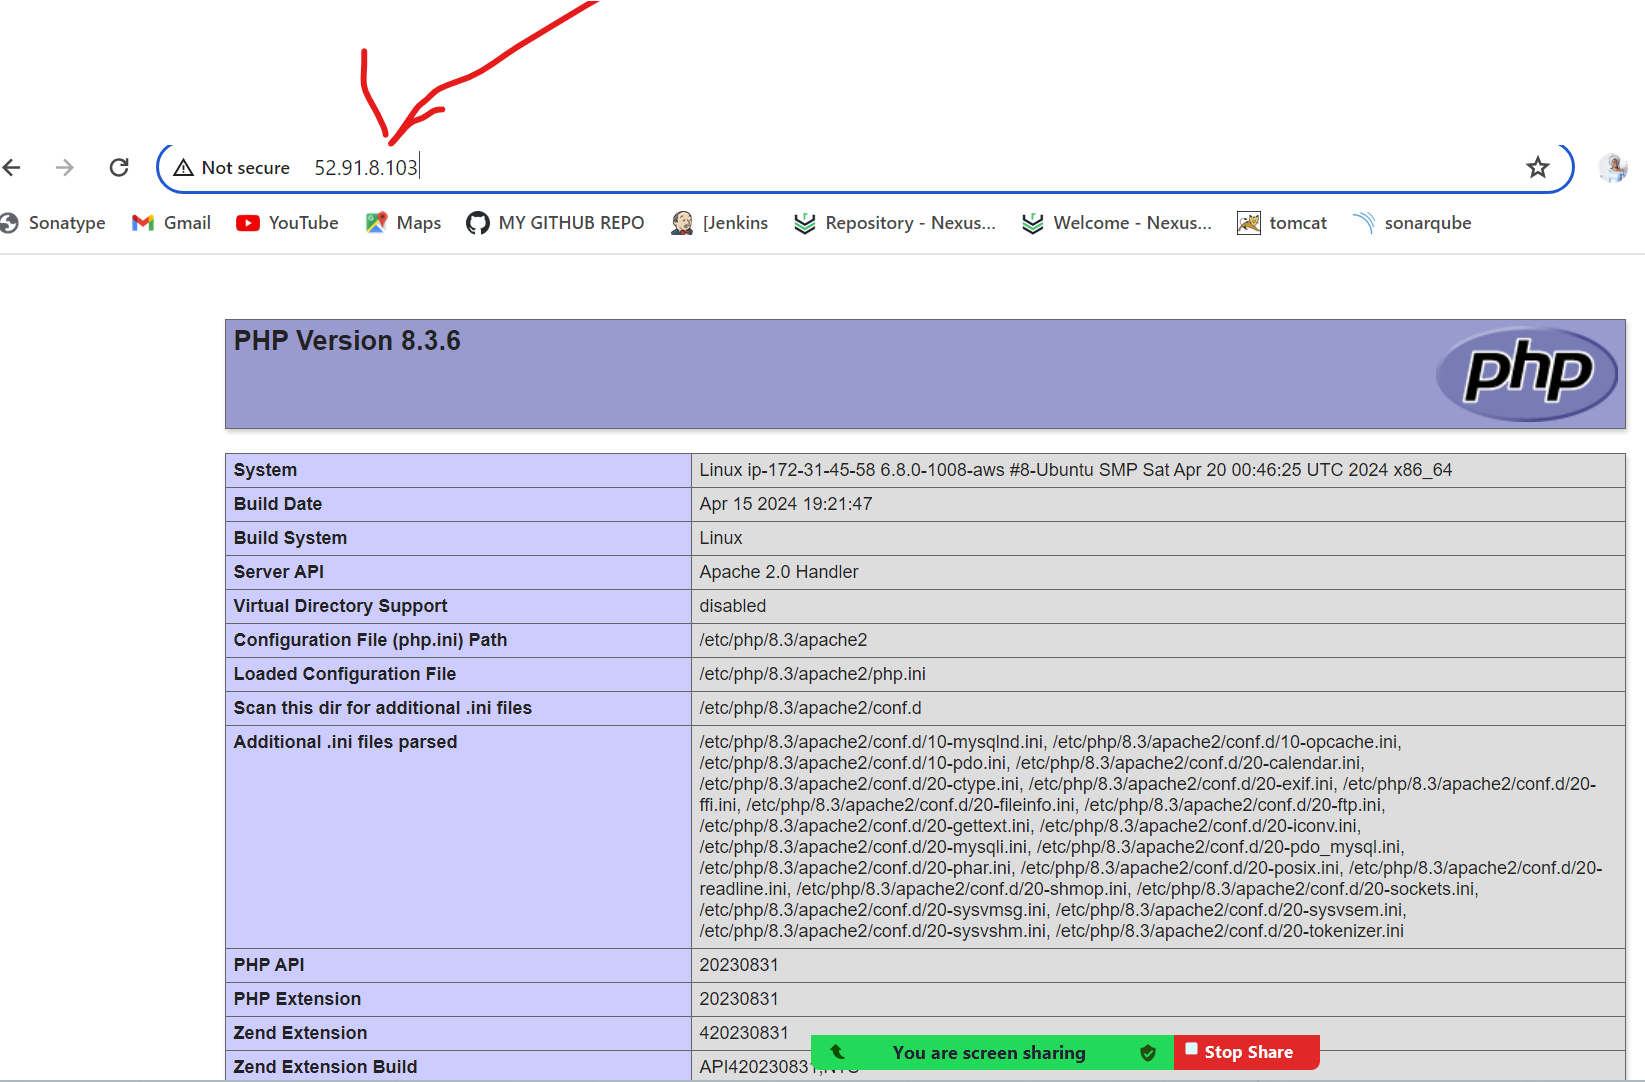 Not secure 52.91.8.103
Sonatype Gmail YouTube Maps MY GITHUB REPO [Jenkins Repository - Nexus... Welcome - Nexus... tomcat sonarqube
PHP Version 8.3.6
php
System Linux ip-172-31-45-58 6.8.0-1008-aws #8-Ubuntu SMP Sat Apr 20 00:46:25 UTC 2024 x86_64
Build Date Apr 15 2024 19:21:47
Build System Linux
Server API Apache 2.0 Handler
Virtual Directory Support disabled
Configuration File (php.ini) Path /etc/php/8.3/apache2
Loaded Configuration File /etc/php/8.3/apache2/php.ini
Scan this dir for additional .ini files /etc/php/8.3/apache2/conf.d
Additional .ini files parsed /etc/php/8.3/apache2/conf.d/10-mysqlnd.ini, /etc/php/8.3/apache2/conf.d/10-opcache.ini,
/etc/php/8.3/apache2/conf.d/10-pdo.ini, /etc/php/8.3/apache2/conf.d/20-calendar.ini,
/etc/php/8.3/apache2/conf.d/20-ctype.ini, /etc/php/8.3/apache2/conf.d/20-exif.ini, /etc/php/8.3/apache2/conf.d/20-
ffi.ini, /etc/php/8.3/apache2/conf.d/20-fileinfo.ini, /etc/php/8.3/apache2/conf.d/20-ftp.ini,
/etc/php/8.3/apache2/conf.d/20-gettext.ini, /etc/php/8.3/apache2/conf.d/20-iconv.ini,
/etc/php/8.3/apache2/conf.d/20-mysqli.ini, /etc/php/8.3/apache2/conf.d/20-pdo_mysql.ini,
/etc/php/8.3/apache2/conf.d/20-phar.ini, /etc/php/8.3/apache2/conf.d/20-posix.ini, /etc/php/8.3/apache2/conf.d/20-
readline.ini, /etc/php/8.3/apache2/conf.d/20-shmop.ini, /etc/php/8.3/apache2/conf.d/20-sockets.ini,
/etc/php/8.3/apache2/conf.d/20-sysvmsg.ini, /etc/php/8.3/apache2/conf.d/20-sysvsem.ini,
/etc/php/8.3/apache2/conf.d/20-sysvshm.ini, /etc/php/8.3/apache2/conf.d/20-tokenizer.ini
PHP API 20230831
PHP Extension 20230831
Zend Extension 420230831
You are screen sharing Stop Share
Zend Extension Build